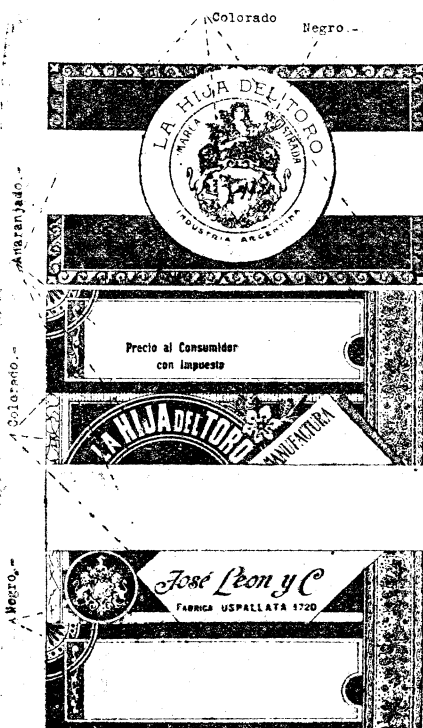 Colorado
Negro.-
LA HIJA DEL TORO
MARCA REGISTRADA
INDUSTRIA ARGENTINA
Anaranjado.-
Precio al Consumidor
con Impuesto
Colorado.-
LA HIJA DEL TORO
MANUFACTURA
Negro.-
José Leon y C
FABRICA USPALLATA 1720